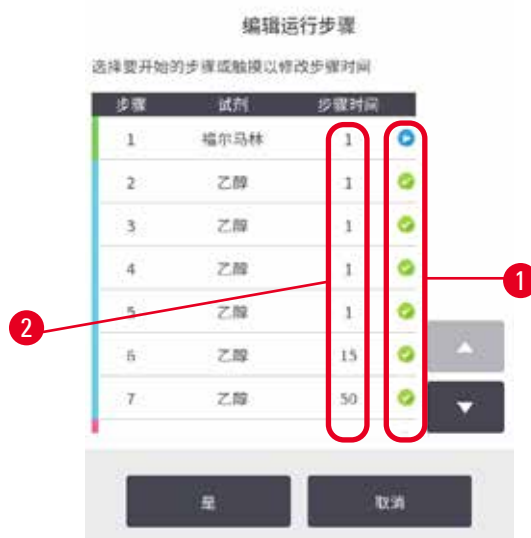 编辑运行步骤
选择要开始的步骤或触摸以修改步骤时间
步骤 试剂 步骤时间
1 福尔马林 1
2 乙醇 1
3 乙醇 1
4 乙醇 1
5 乙醇 1
6 乙醇 15
7 乙醇 50
1
2
是 取消